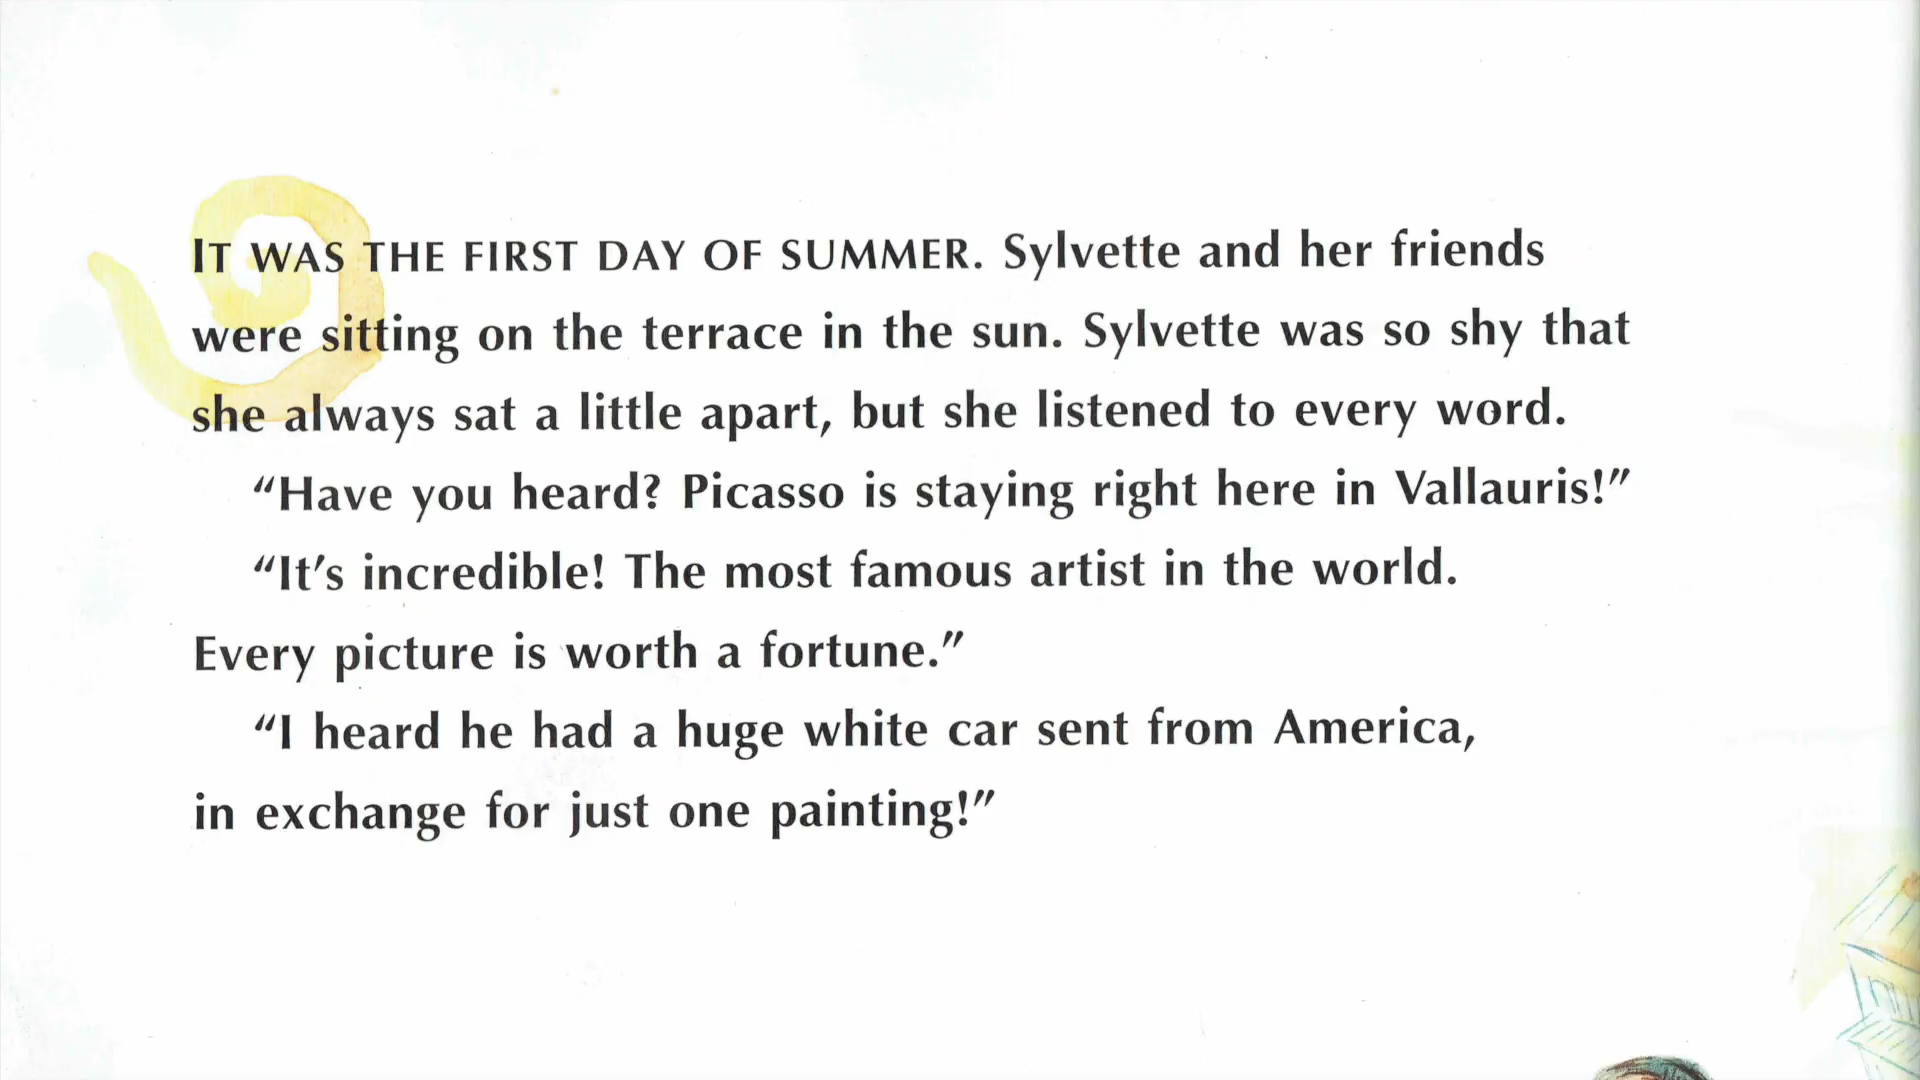 IT WAS THE FIRST DAY OF SUMMER. Sylvette and her friends
were sitting on the terrace in the sun. Sylvette was so shy that
she always sat a little apart, but she listened to every word.
“Have you heard? Picasso is staying right here in Vallauris!”
“It’s incredible! The most famous artist in the world.
Every picture is worth a fortune.”
“I heard he had a huge white car sent from America,
in exchange for just one painting!”